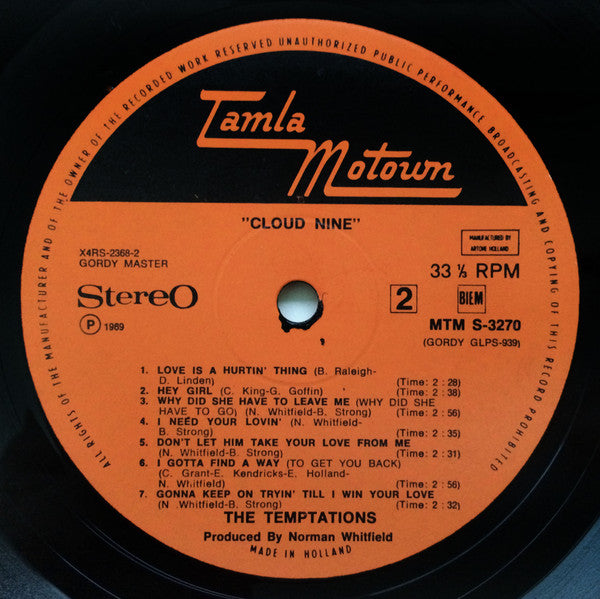 ALL RIGHTS OF THE MANUFACTURER AND OF THE OWNER OF THE RECORDED WORK RESERVED UNAUTHORIZED PUBLIC PERFORMANCE BROADCASTING AND COPYING OF THIS RECORD PROHIBITED
Tamla
Motown
"CLOUD NINE"
X4RS-2368-2
GORDY MASTER
MANUFACTURED BY
ARTONE HOLLAND
33 ⅓ RPM
Stereo
2
BIEM
P 1969
MTM S-3270
(GORDY GLPS-939)
1. LOVE IS A HURTIN' THING (B. Raleigh-
D. Linden) (Time: 2 : 28)
2. HEY GIRL (C. King-G. Goffin) (Time: 2 : 38)
3. WHY DID SHE HAVE TO LEAVE ME (WHY DID SHE
HAVE TO GO) (N. Whitfield-B. Strong) (Time: 2 : 56)
4. I NEED YOUR LOVIN' (N. Whitfield-
B. Strong) (Time: 2 : 35)
5. DON'T LET HIM TAKE YOUR LOVE FROM ME
(N. Whitfield-B. Strong) (Time: 2 : 31)
6. I GOTTA FIND A WAY (TO GET YOU BACK)
(C. Grant-E. Kendricks-E. Holland-
N. Whitfield) (Time: 2 : 56)
7. GONNA KEEP ON TRYIN' TILL I WIN YOUR LOVE
(N. Whitfield-B. Strong) (Time: 2 : 32)
THE TEMPTATIONS
Produced By Norman Whitfield
MADE IN HOLLAND